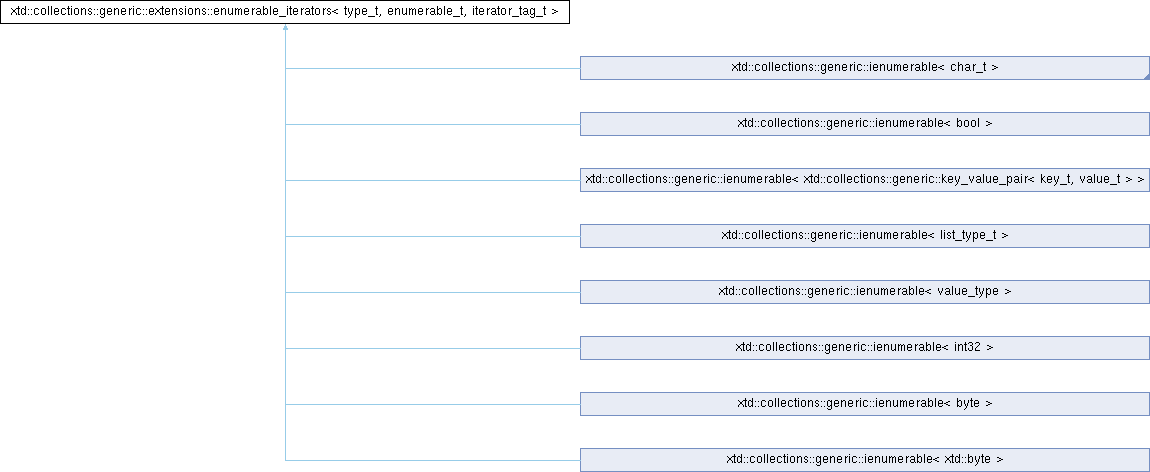 xtd::collections::generic::extensions::enumerable_iterators< type_t, enumerable_t, iterator_tag_t >
xtd::collections::generic::ienumerable< char_t >
xtd::collections::generic::ienumerable< bool >
xtd::collections::generic::ienumerable< xtd::collections::generic::key_value_pair< key_t, value_t > >
xtd::collections::generic::ienumerable< list_type_t >
xtd::collections::generic::ienumerable< value_type >
xtd::collections::generic::ienumerable< int32 >
xtd::collections::generic::ienumerable< byte >
xtd::collections::generic::ienumerable< xtd::byte >